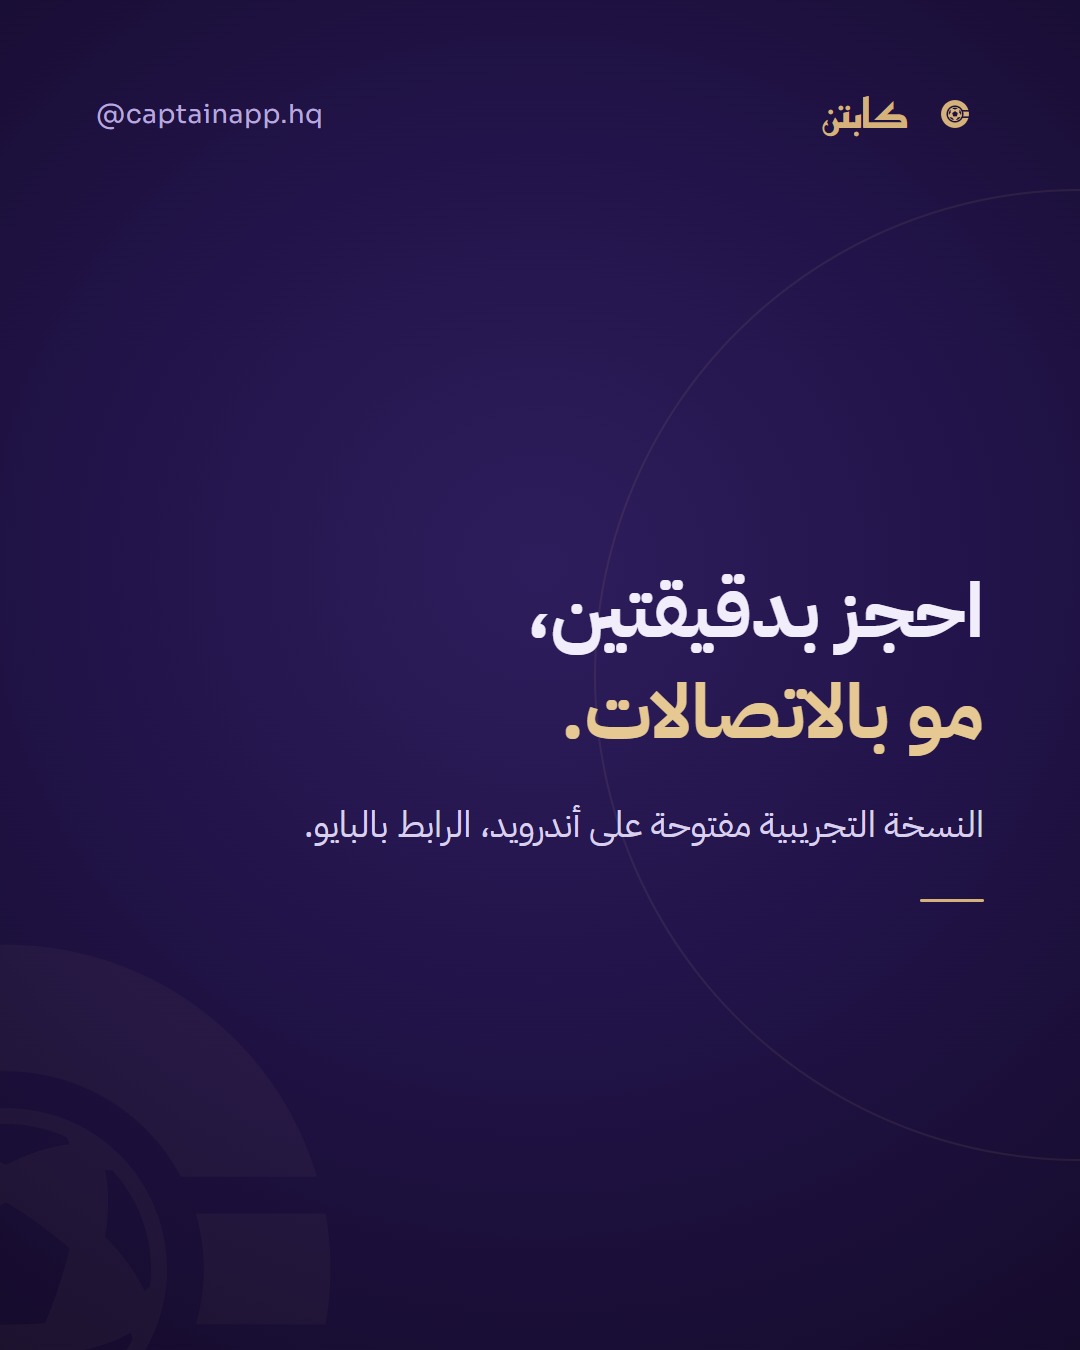 كابتن
@captainapp.hq
احجز بدقيقتين،
مو بالاتصالات.
النسخة التجريبية مفتوحة على أندرويد، الرابط بالبايو.